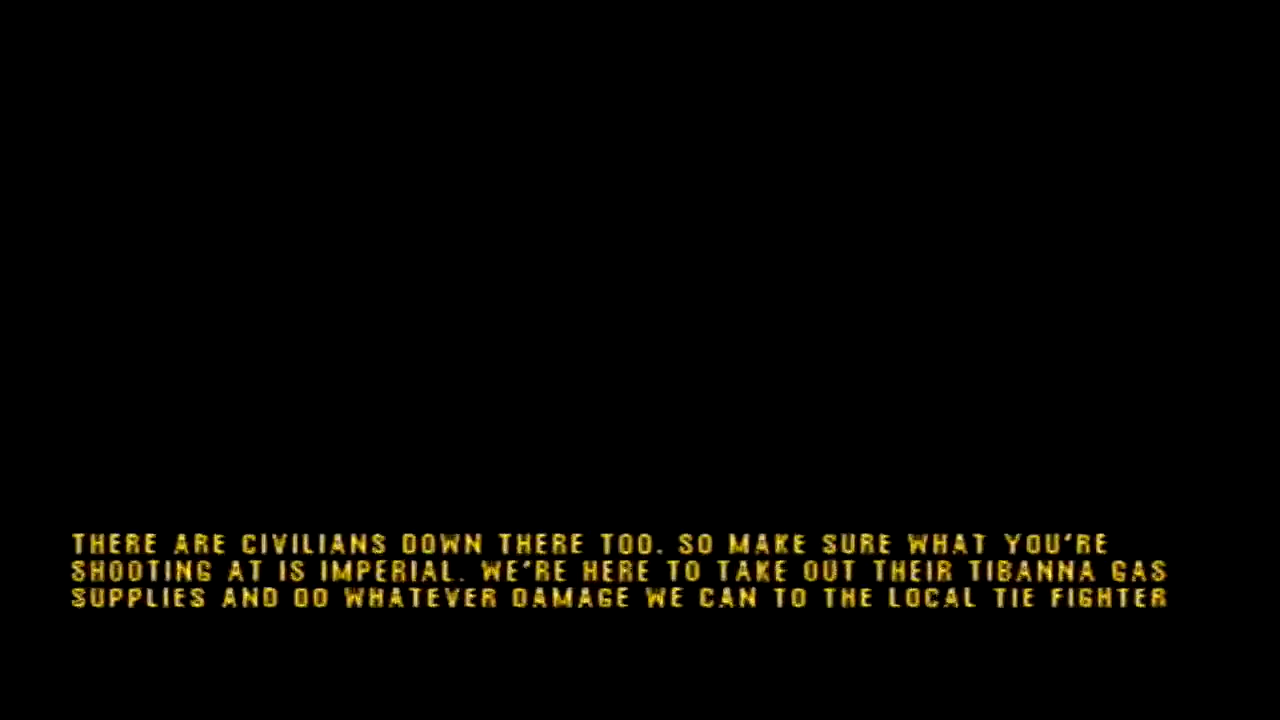 THERE ARE CIVILIANS DOWN THERE TOO. SO MAKE SURE WHAT YOU'RE
SHOOTING AT IS IMPERIAL. WE'RE HERE TO TAKE OUT THEIR TIBANNA GAS
SUPPLIES AND DO WHATEVER DAMAGE WE CAN TO THE LOCAL TIE FIGHTER